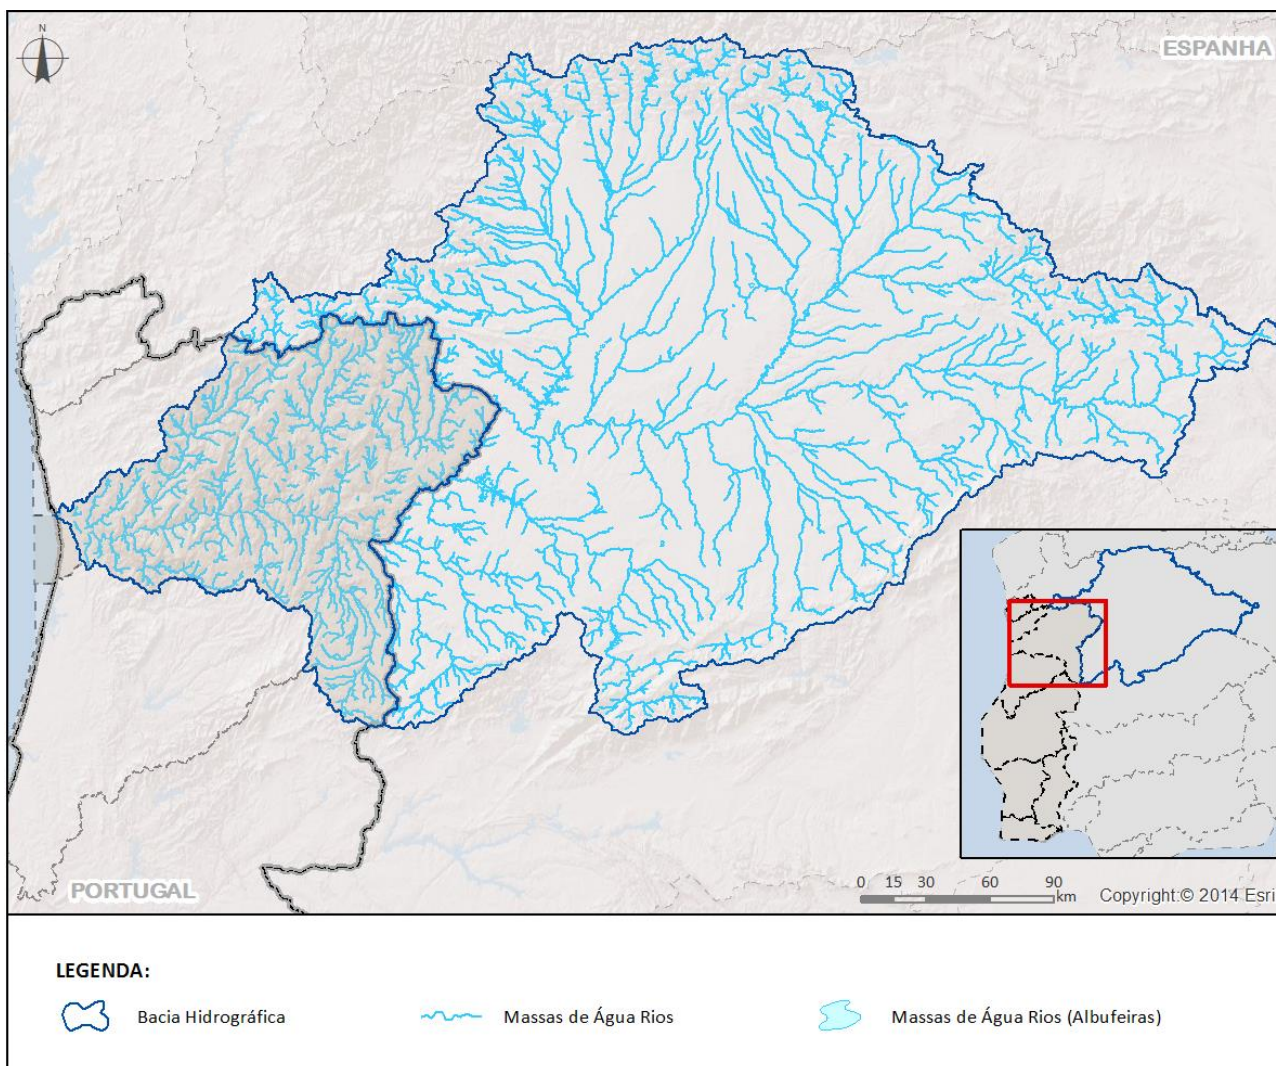 N
ESPANHA
PORTUGAL
0 15 30 60 90
km
Copyright:© 2014 Esri
LEGENDA:
Bacia Hidrográfica
Massas de Água Rios
Massas de Água Rios (Albufeiras)